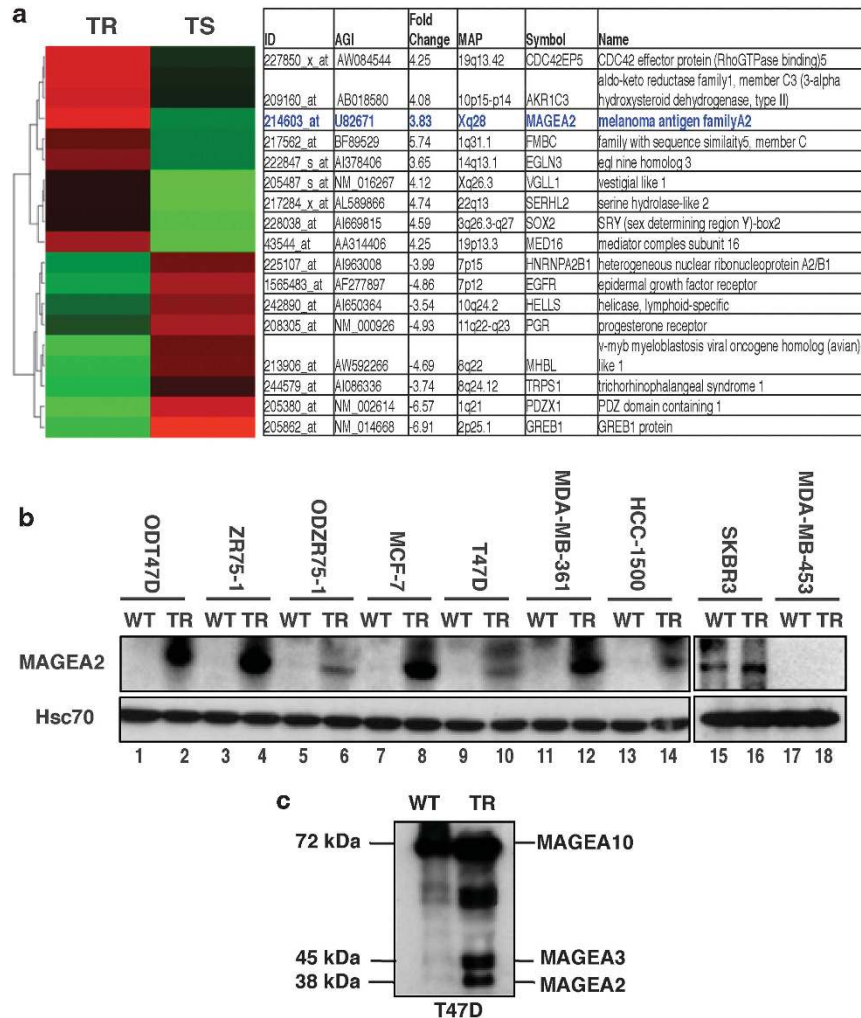 a
TR TS
ID AGI Fold Change MAP Symbol Name
227850_x_at AW084544 4.25 19q13.42 CDC42EP5 CDC42 effector protein (RhoGTPase binding)5
209160_at AB018580 4.08 10p15-p14 AKR1C3 aldo-keto reductase family1, member C3 (3-alpha hydroxysteroid dehydrogenase, type II)
214603_at U82671 3.83 Xq28 MAGEA2 melanoma antigen familyA2
217562_at BF89529 5.74 1q31.1 FMBC family with sequence similaity5, member C
222847_s_at AI378406 3.65 14q13.1 EGLN3 egl nine homolog 3
205487_s_at NM_016267 4.12 Xq26.3 VGLL1 vestigial like 1
217284_x_at AL589866 4.74 22q13 SERHL2 serine hydrolase-like 2
228038_at AI669815 4.59 3q26.3-q27 SOX2 SRY (sex determining region Y)-box2
43544_at AA314406 4.25 19p13.3 MED16 mediator complex subunit 16
225107_at AI963008 -3.99 7p15 HNRNPA2B1 heterogeneous nuclear ribonucleoprotein A2/B1
1565483_at AF277897 -4.86 7p12 EGFR epidermal growth factor receptor
242890_at AI650364 -3.54 10q24.2 HELLS helicase, lymphoid-specific
208305_at NM_000926 -4.93 11q22-q23 PGR progesterone receptor
213906_at AW592266 -4.69 8q22 MHBL v-myb myeloblastosis viral oncogene homolog (avian) like 1
244579_at AI086336 -3.74 8q24.12 TRPS1 trichorhinophalangeal syndrome 1
205380_at NM_002614 -6.57 1q21 PDZX1 PDZ domain containing 1
205862_at NM_014668 -6.91 2p25.1 GREB1 GREB1 protein
b
ODT47D ZR75-1 ODZR75-1 MCF-7 T47D MDA-MB-361 HCC-1500 SKBR3 MDA-MB-453
WT TR WT TR WT TR WT TR WT TR WT TR WT TR WT TR WT TR
MAGEA2
Hsc70
1 2 3 4 5 6 7 8 9 10 11 12 13 14 15 16 17 18
c
WT TR
72 kDa MAGEA10
45 kDa MAGEA3
38 kDa MAGEA2
T47D